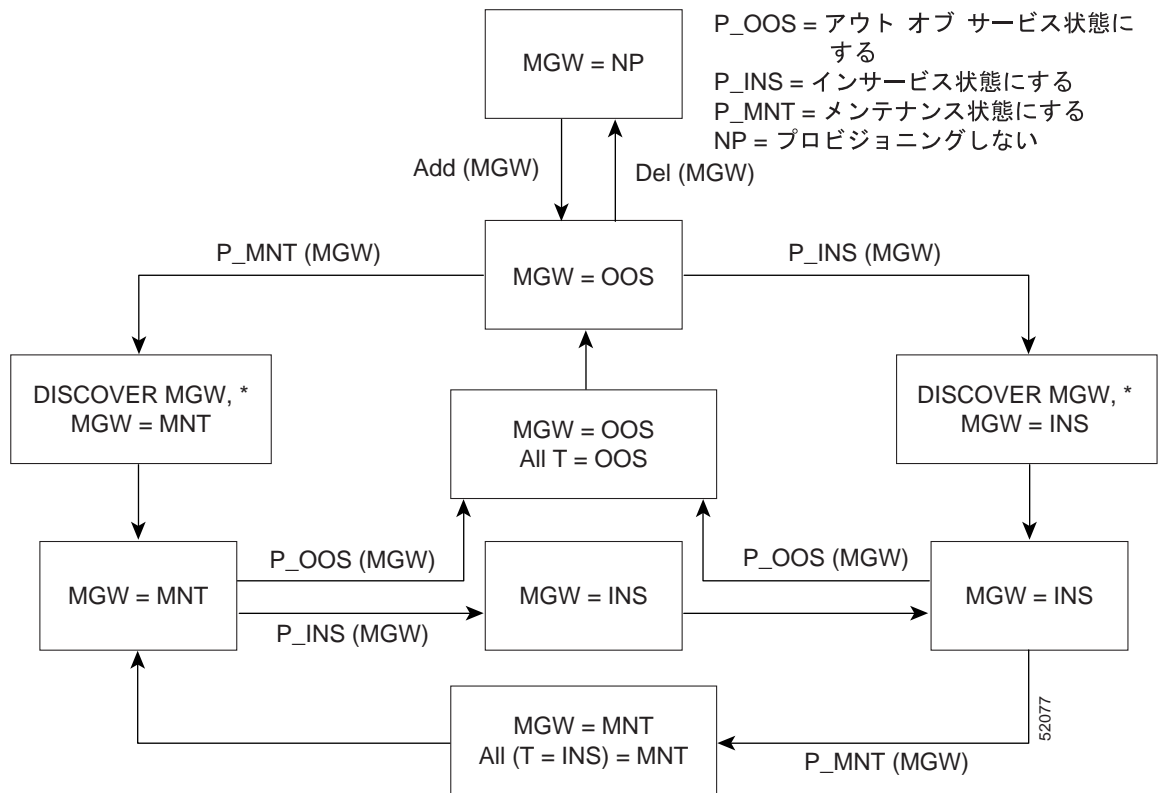 P_OOS = アウト オブ サービス状態に
する
P_INS = インサービス状態にする
P_MNT = メンテナンス状態にする
NP = プロビジョニングしない
MGW = NP
Add (MGW)
Del (MGW)
P_MNT (MGW)
MGW = OOS
P_INS (MGW)
DISCOVER MGW, *
MGW = MNT
MGW = OOS
All T = OOS
DISCOVER MGW, *
MGW = INS
MGW = MNT
P_OOS (MGW)
P_INS (MGW)
MGW = INS
P_OOS (MGW)
MGW = INS
MGW = MNT
All (T = INS) = MNT
P_MNT (MGW)
52077